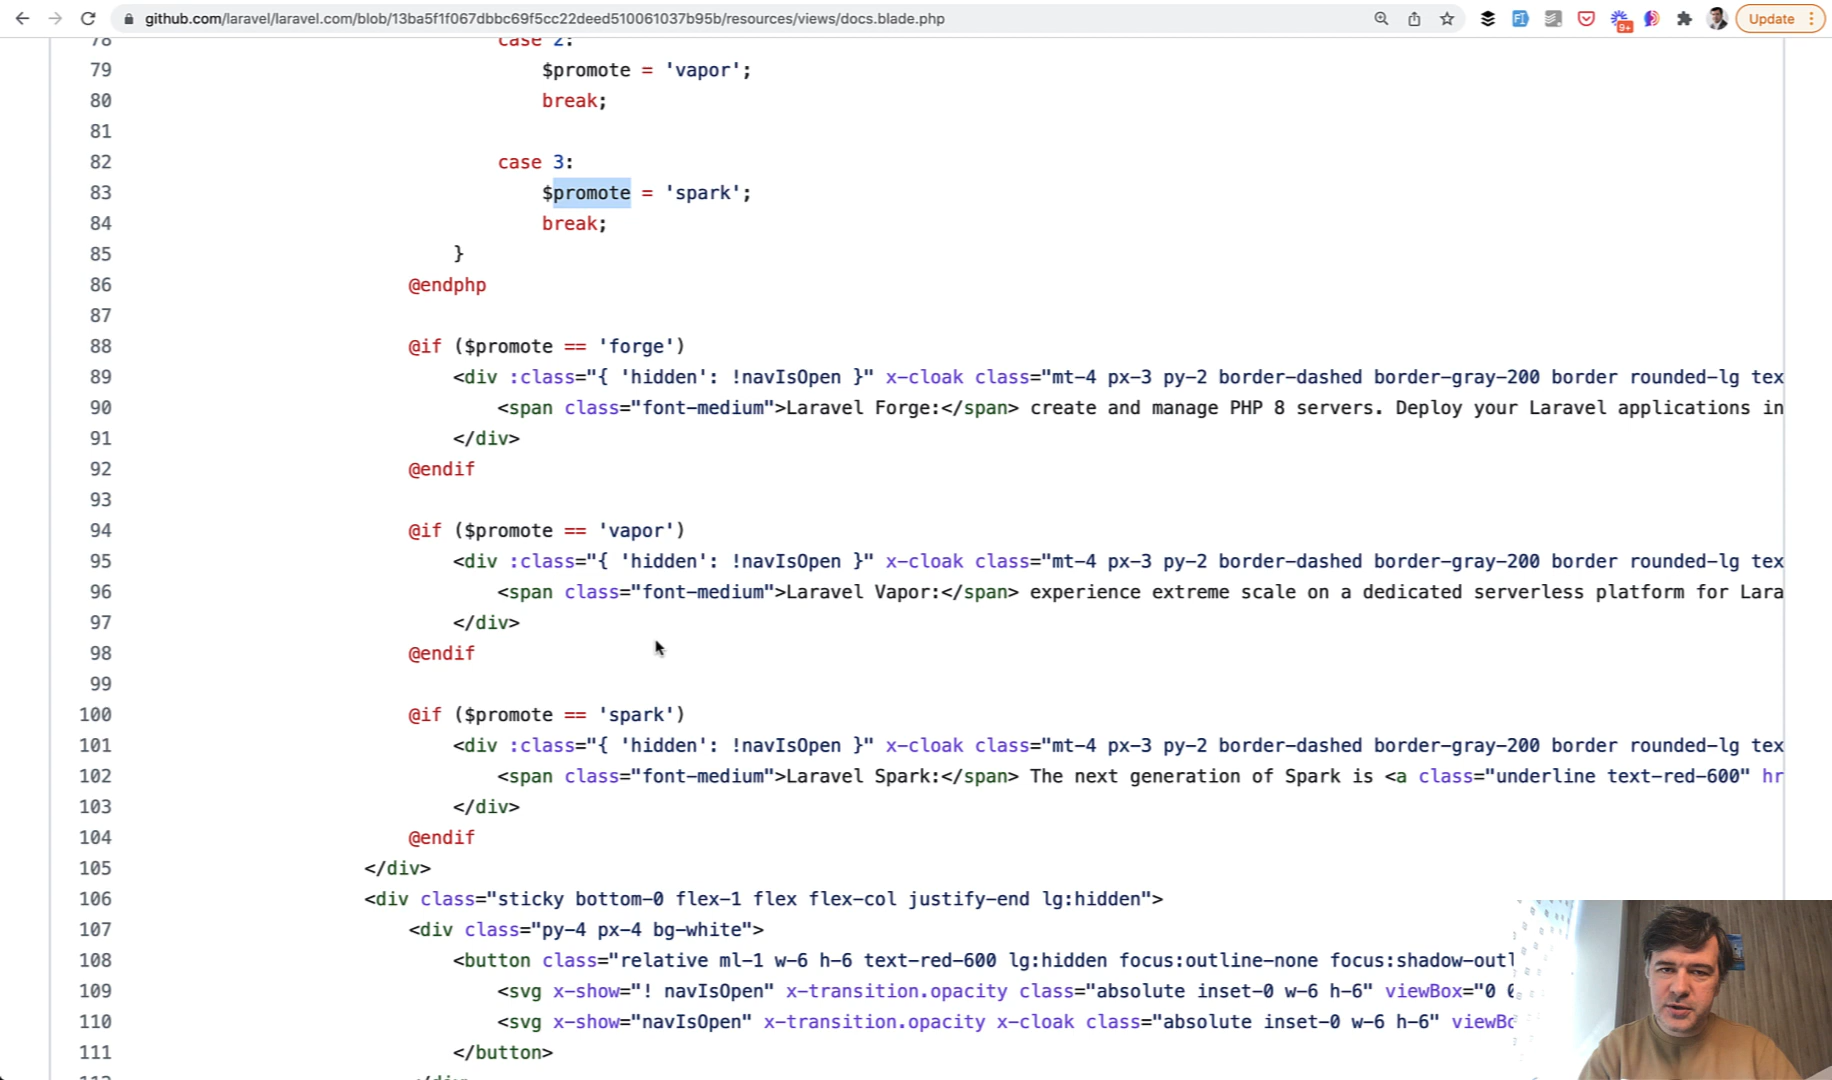 github.com/laravel/laravel.com/blob/13ba5f1f067dbbc69f5cc22deed510061037b95b/resources/views/docs.blade.php
9+
Update
78 case 2:
79 $promote = 'vapor';
80 break;
81
82 case 3:
83 $promote = 'spark';
84 break;
85 }
86 @endphp
87
88 @if ($promote == 'forge')
89 <div :class="{ 'hidden': !navIsOpen }" x-cloak class="mt-4 px-3 py-2 border-dashed border-gray-200 border rounded-lg tex
90 <span class="font-medium">Laravel Forge:</span> create and manage PHP 8 servers. Deploy your Laravel applications in
91 </div>
92 @endif
93
94 @if ($promote == 'vapor')
95 <div :class="{ 'hidden': !navIsOpen }" x-cloak class="mt-4 px-3 py-2 border-dashed border-gray-200 border rounded-lg tex
96 <span class="font-medium">Laravel Vapor:</span> experience extreme scale on a dedicated serverless platform for Lara
97 </div>
98 @endif
99
100 @if ($promote == 'spark')
101 <div :class="{ 'hidden': !navIsOpen }" x-cloak class="mt-4 px-3 py-2 border-dashed border-gray-200 border rounded-lg tex
102 <span class="font-medium">Laravel Spark:</span> The next generation of Spark is <a class="underline text-red-600" hr
103 </div>
104 @endif
105 </div>
106 <div class="sticky bottom-0 flex-1 flex flex-col justify-end lg:hidden">
107 <div class="py-4 px-4 bg-white">
108 <button class="relative ml-1 w-6 h-6 text-red-600 lg:hidden focus:outline-none focus:shadow-outl
109 <svg x-show="! navIsOpen" x-transition.opacity class="absolute inset-0 w-6 h-6" viewBox="0 0
110 <svg x-show="navIsOpen" x-transition.opacity x-cloak class="absolute inset-0 w-6 h-6" viewBo
111 </button>